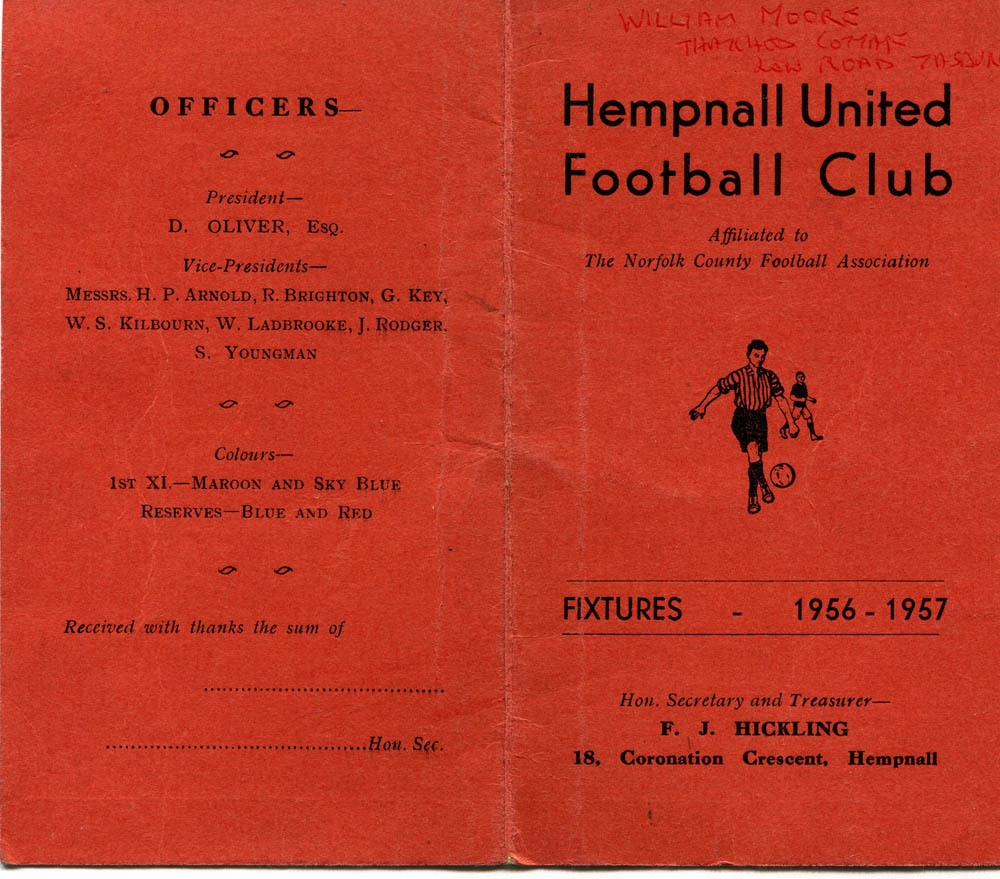 OFFICERS—
President—
D. OLIVER, ESQ.
Vice-Presidents—
MESSRS. H. P. ARNOLD, R. BRIGHTON, G. KEY,
W. S. KILBOURN, W. LADBROOKE, J. RODGER,
S. YOUNGMAN
Colours—
1ST XI.—MAROON AND SKY BLUE
RESERVES—BLUE AND RED
Received with thanks the sum of
........................................
............................................Hon. Sec.
WILLIAM MOORE
THATCHED
LOW ROAD
Hempnall United
Football Club
Affiliated to
The Norfolk County Football Association
FIXTURES - 1956 - 1957
Hon. Secretary and Treasurer—
F. J. HICKLING
18, Coronation Crescent, Hempnall